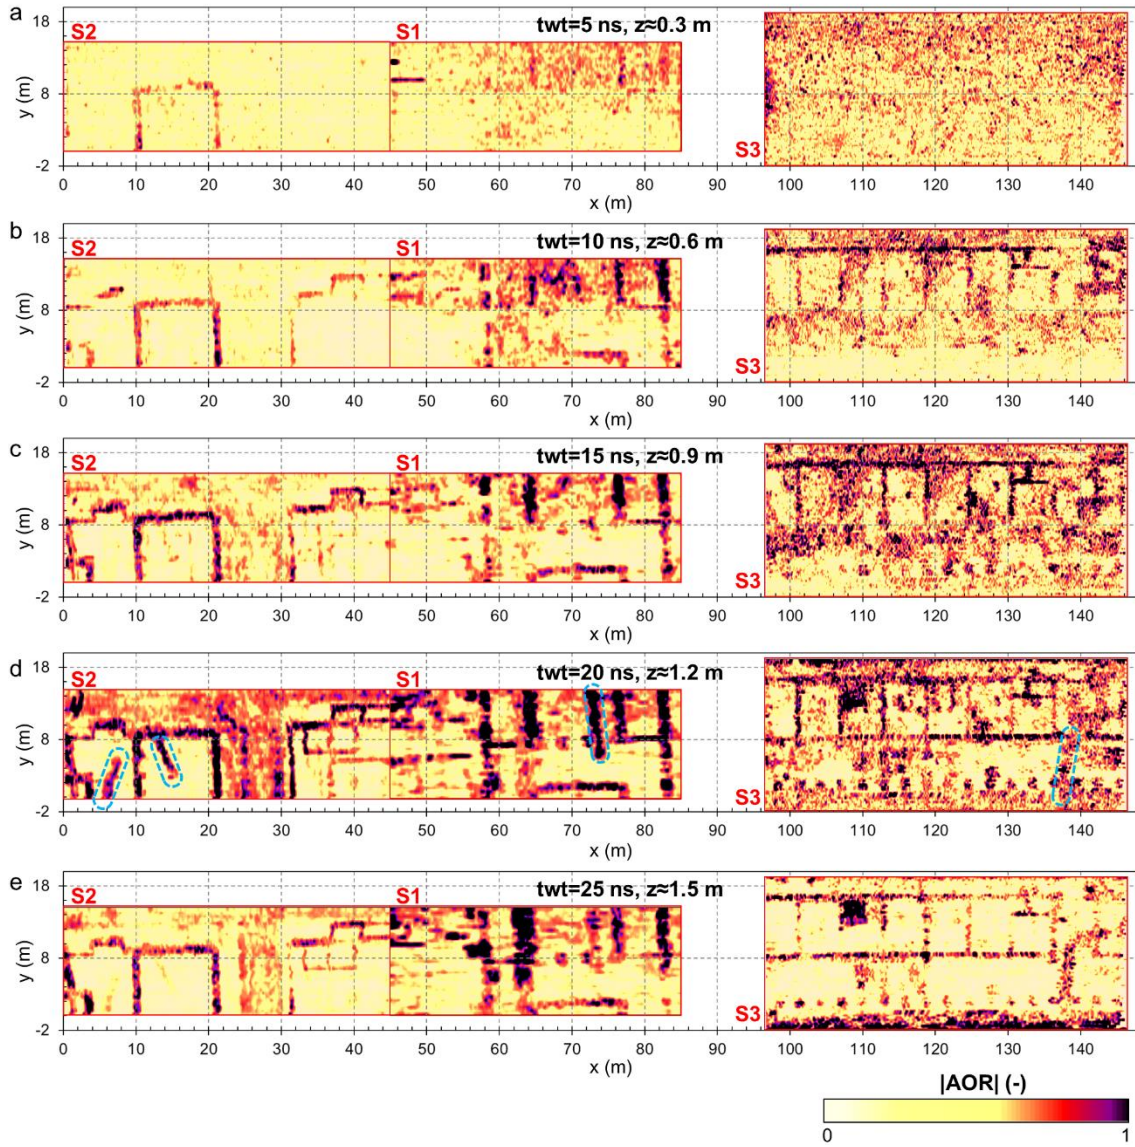 a
18
8
-2
y (m)
S2
S1
twt=5 ns, z≈0.3 m
S3
0 10 20 30 40 50 60 70 80 90 100 110 120 130 140
x (m)
b
18
8
-2
y (m)
S2
S1
twt=10 ns, z≈0.6 m
S3
0 10 20 30 40 50 60 70 80 90 100 110 120 130 140
x (m)
c
18
8
-2
y (m)
S2
S1
twt=15 ns, z≈0.9 m
S3
0 10 20 30 40 50 60 70 80 90 100 110 120 130 140
x (m)
d
18
8
-2
y (m)
S2
S1
twt=20 ns, z≈1.2 m
S3
0 10 20 30 40 50 60 70 80 90 100 110 120 130 140
x (m)
e
18
8
-2
y (m)
S2
S1
twt=25 ns, z≈1.5 m
S3
0 10 20 30 40 50 60 70 80 90 100 110 120 130 140
x (m)
|AOR| (-)
0 1